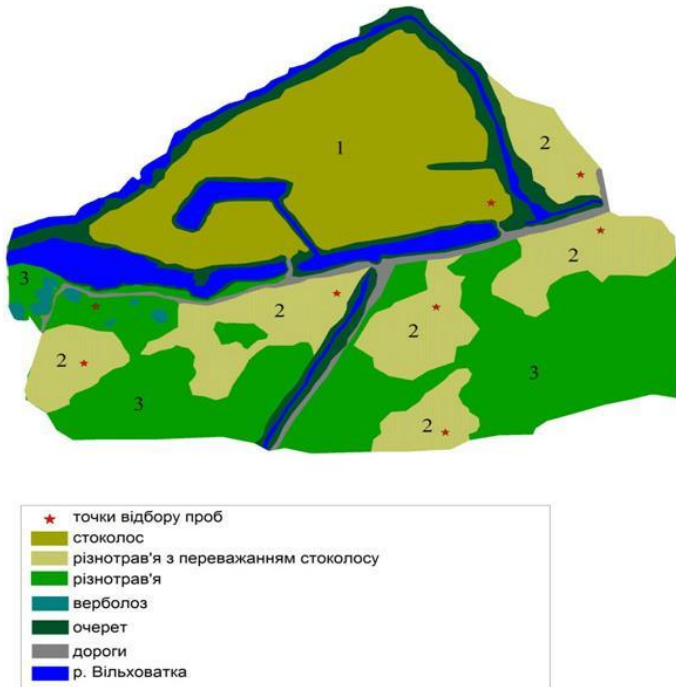 1
2
2
3
2
2
3
2
3
2
точки відбору проб
стоколос
різнотрав'я з переважанням стоколосу
різнотрав'я
верболоз
очерет
дороги
р. Вільховатка